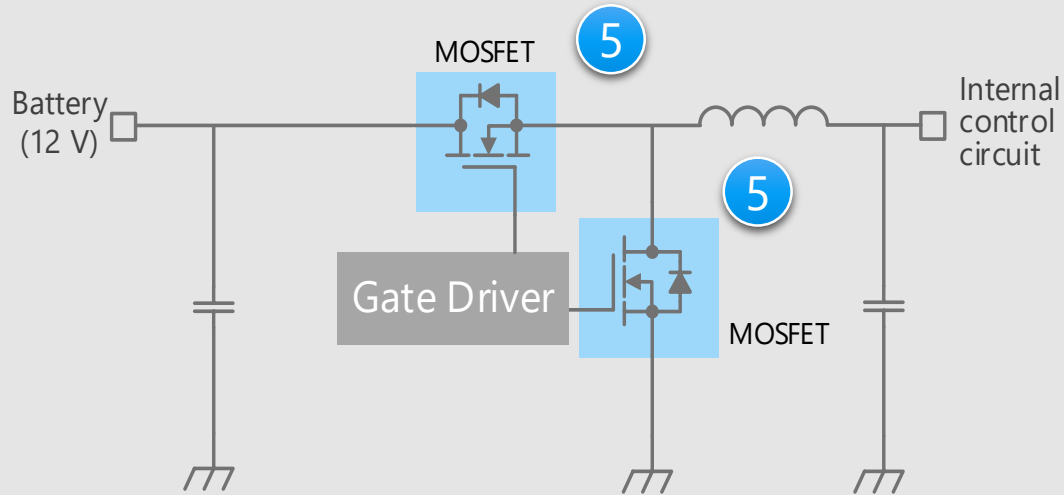 MOSFET
5
Battery
(12 V)
Internal
control
circuit
5
Gate Driver
MOSFET